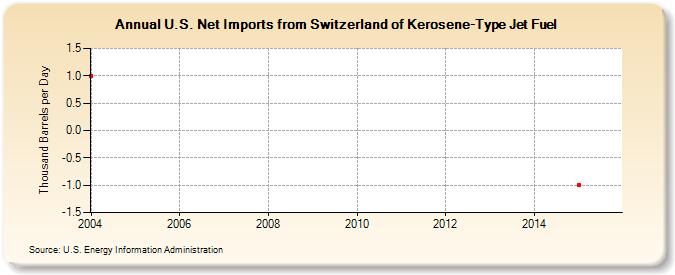 Annual U.S. Net Imports from Switzerland of Kerosene-Type Jet Fuel
Thousand Barrels per Day
1.5
1.0
0.5
0.0
-0.5
-1.0
-1.5
2004 2006 2008 2010 2012 2014
Source: U.S. Energy Information Administration